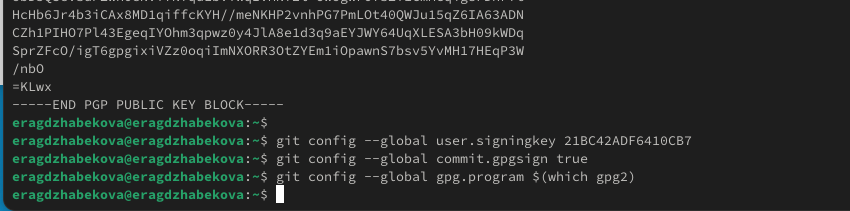 HcHb6Jr4b3iCAx8MD1qiffcKYH//meNKHP2vnhPG7PmLOt40QWJu15qZ6IA63ADN
CZh1PIHO7Pl43EgeqIYOhm3qpwz0y4JlA8e1d3q9aEYJWY64UqXLESA3bH09kWDq
SprZFcO/igT6gpgixiVZz0oqiImNXORR3OtZYEm1iOpawnS7bsv5YvMH17HEqP3W
/nbO
=KLwx
-----END PGP PUBLIC KEY BLOCK-----
eragdzhabekova@eragdzhabekova:~$
eragdzhabekova@eragdzhabekova:~$ git config --global user.signingkey 21BC42ADF6410CB7
eragdzhabekova@eragdzhabekova:~$ git config --global commit.gpgsign true
eragdzhabekova@eragdzhabekova:~$ git config --global gpg.program $(which gpg2)
eragdzhabekova@eragdzhabekova:~$